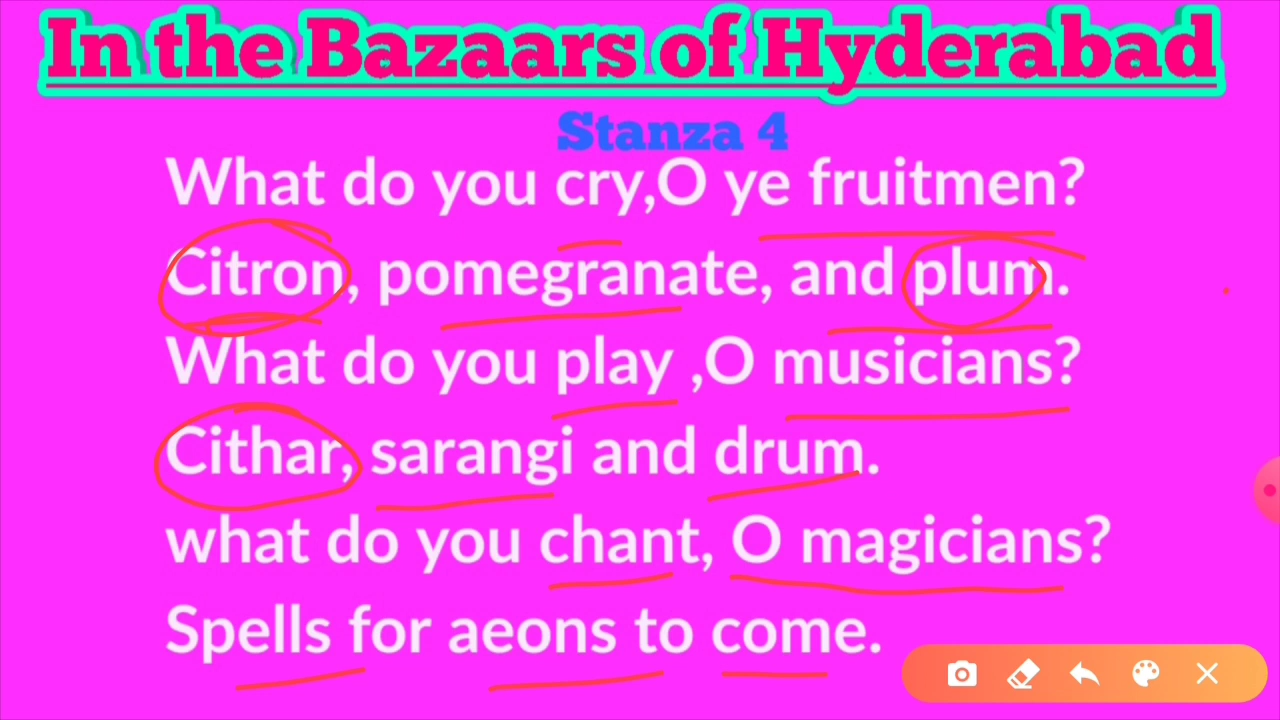 In the Bazaars of Hyderabad
Stanza 4
What do you cry,O ye fruitmen?
Citron, pomegranate, and plum.
What do you play ,O musicians?
Cithar, sarangi and drum.
what do you chant, O magicians?
Spells for aeons to come.